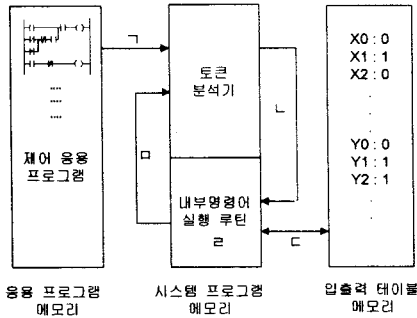 제어 응용
프로그램
응용 프로그램
메모리
ㄱ
토큰
분석기
ㄴ
ㅁ
내부명령어
실행 루틴
ㄹ
ㄷ
시스템 프로그램
메모리
X0 : 0
X1 : 1
X2 : 0
Y0 : 0
Y1 : 1
Y2 : 1
입출력 테이블
메모리